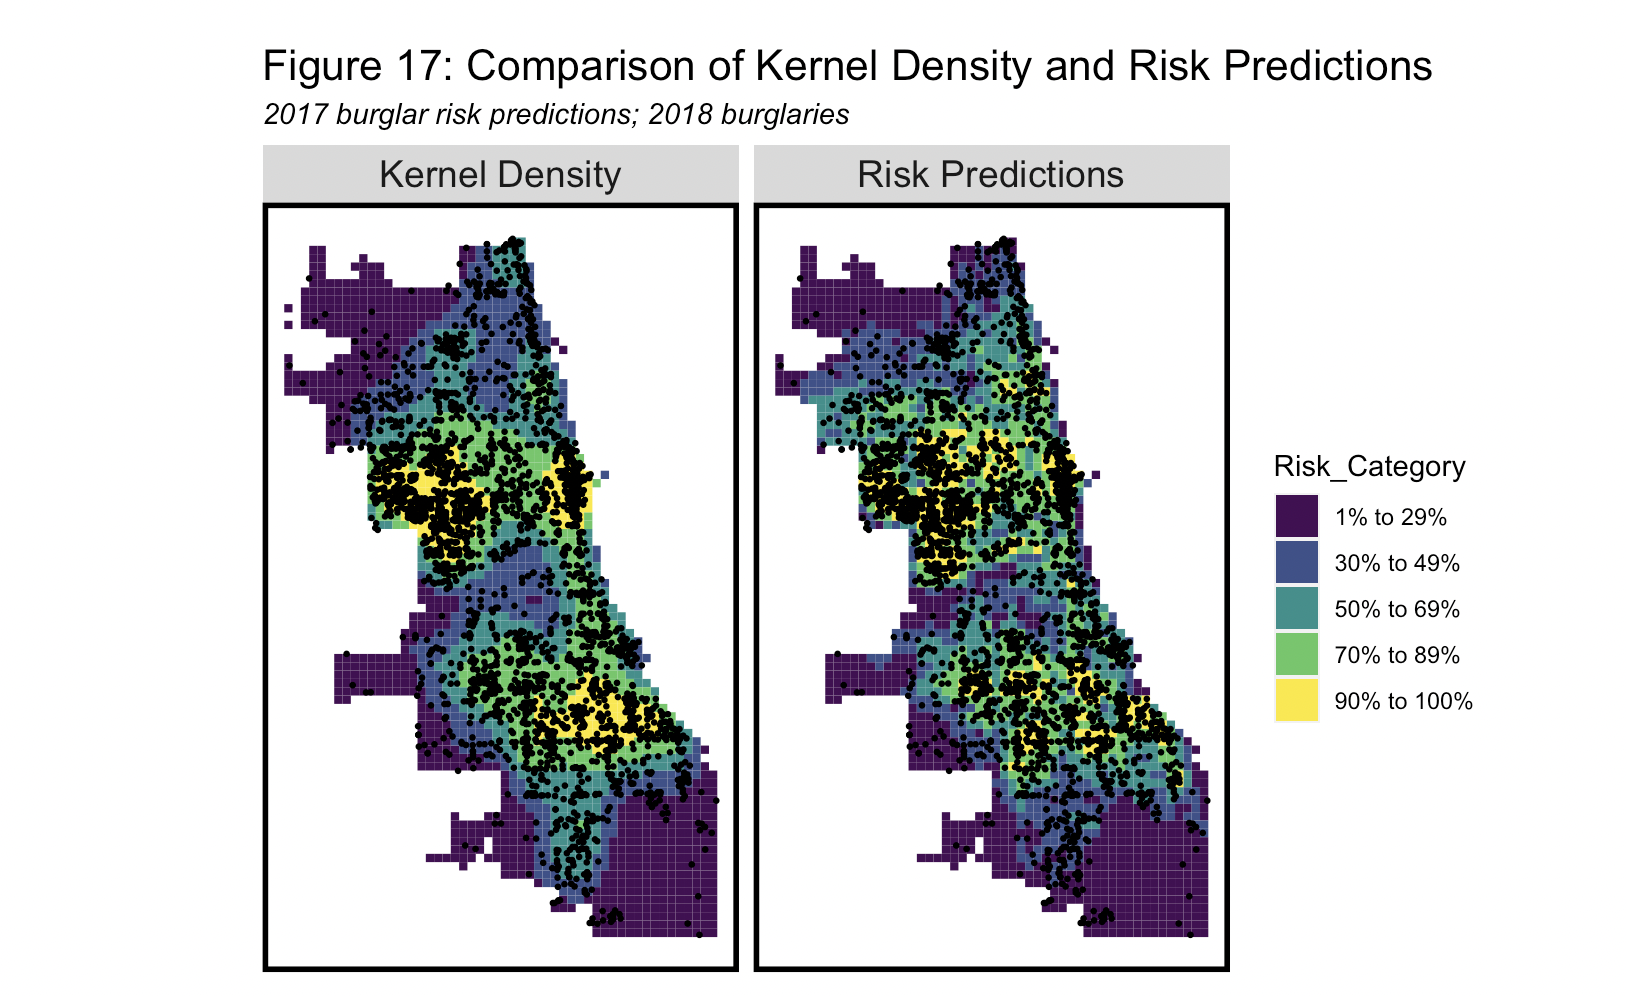 Figure 17: Comparison of Kernel Density and Risk Predictions
2017 burglar risk predictions; 2018 burglaries
Kernel Density
Risk Predictions
Risk_Category
1% to 29%
30% to 49%
50% to 69%
70% to 89%
90% to 100%